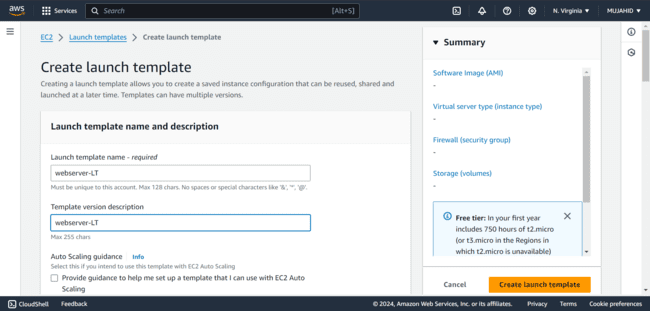 aws
Services
Search
[Alt+S]
N. Virginia
MUJAHID
EC2
Launch templates
Create launch template
Create launch template
Creating a launch template allows you to create a saved instance configuration that can be reused, shared and
launched at a later time. Templates can have multiple versions.
Launch template name and description
Launch template name - required
webserver-LT
Must be unique to this account. Max 128 chars. No spaces or special characters like '&', '*', '@'.
Template version description
webserver-LT
Max 255 chars
Auto Scaling guidance Info
Select this if you intend to use this template with EC2 Auto Scaling
Provide guidance to help me set up a template that I can use with EC2 Auto
Scaling
Summary
Software Image (AMI)
-
Virtual server type (instance type)
-
Firewall (security group)
-
Storage (volumes)
-
Free tier: In your first year
includes 750 hours of t2.micro
(or t3.micro in the Regions in
which t2.micro is unavailable)
Cancel
Create launch template
CloudShell
Feedback
© 2024, Amazon Web Services, Inc. or its affiliates.
Privacy
Terms
Cookie preferences